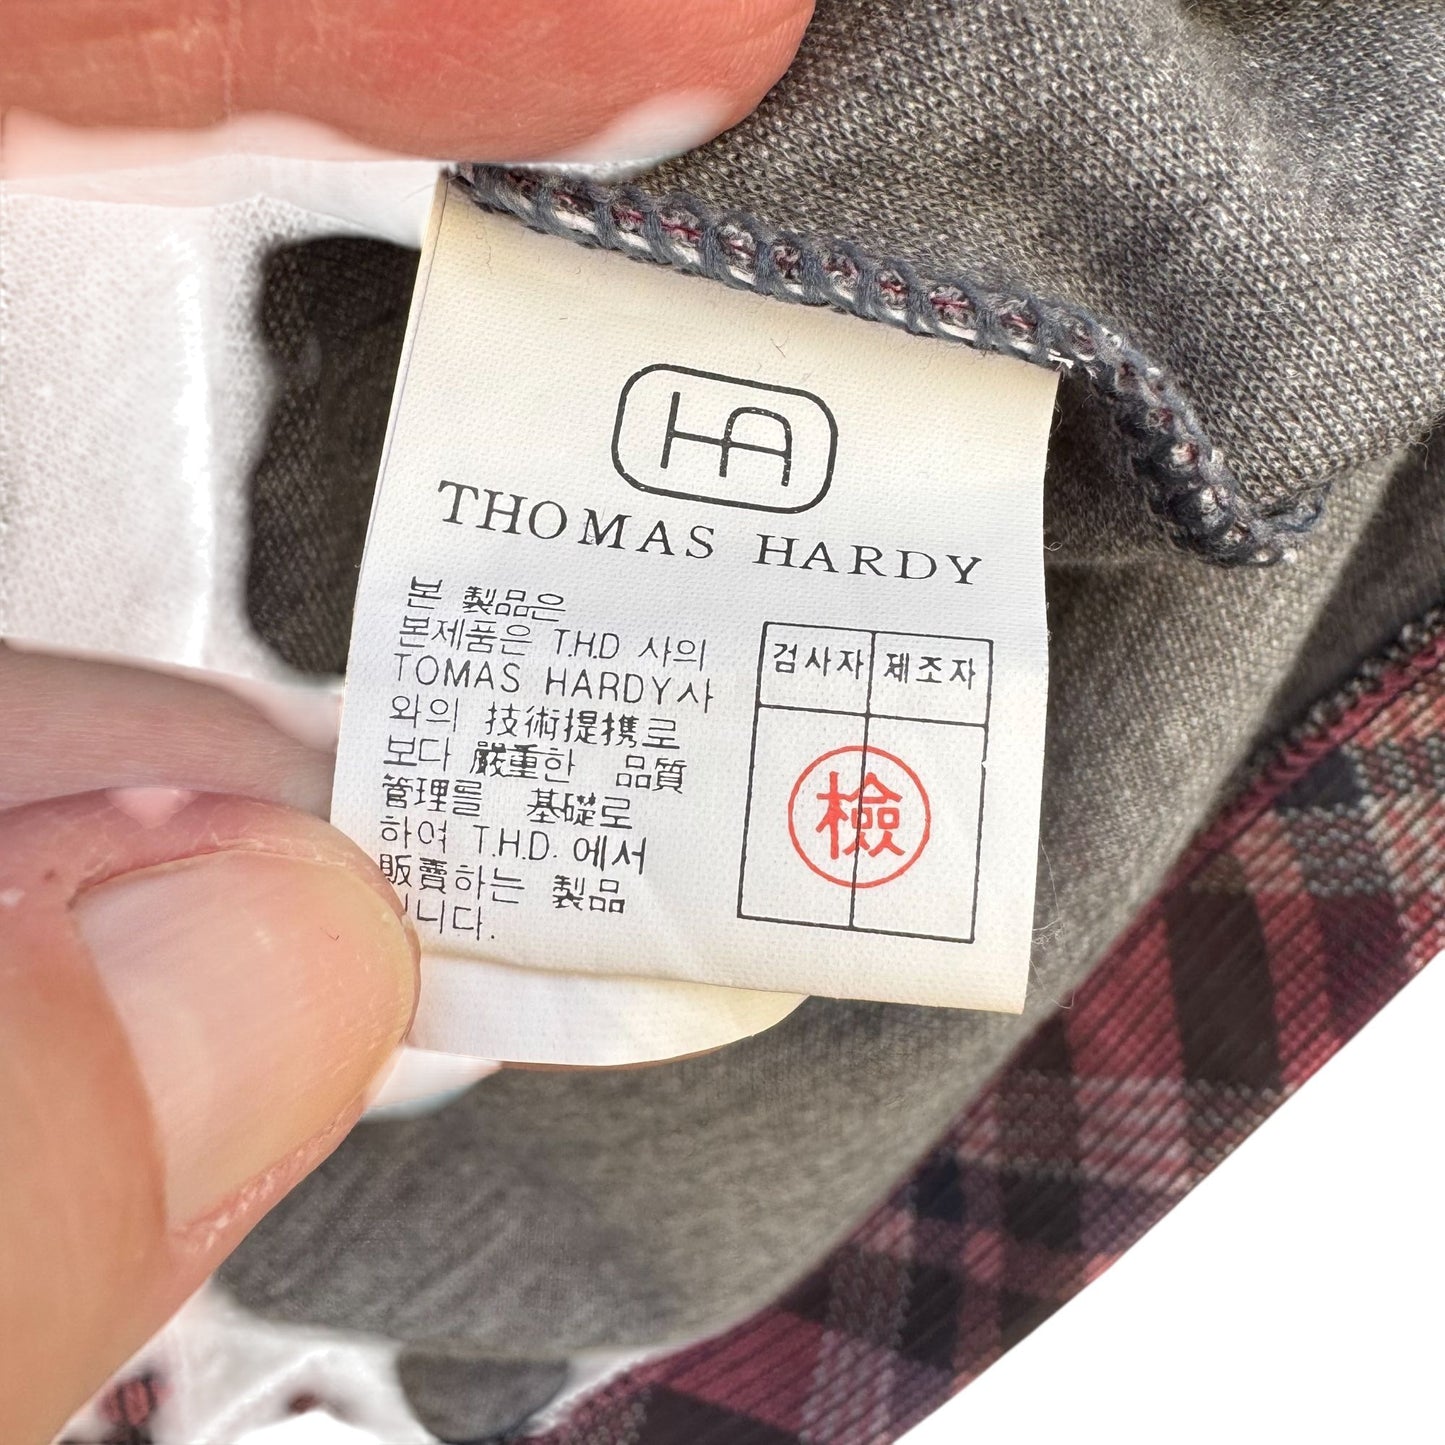 HA
THOMAS HARDY
본 製品은
본제품은 T.H.D 사의
TOMAS HARDY사
와의 技術提携로
보다 嚴重한 品質
管理를 基礎로
하여 T.H.D. 에서
販賣하는 製品
입니다.
검사자 제조자
檢